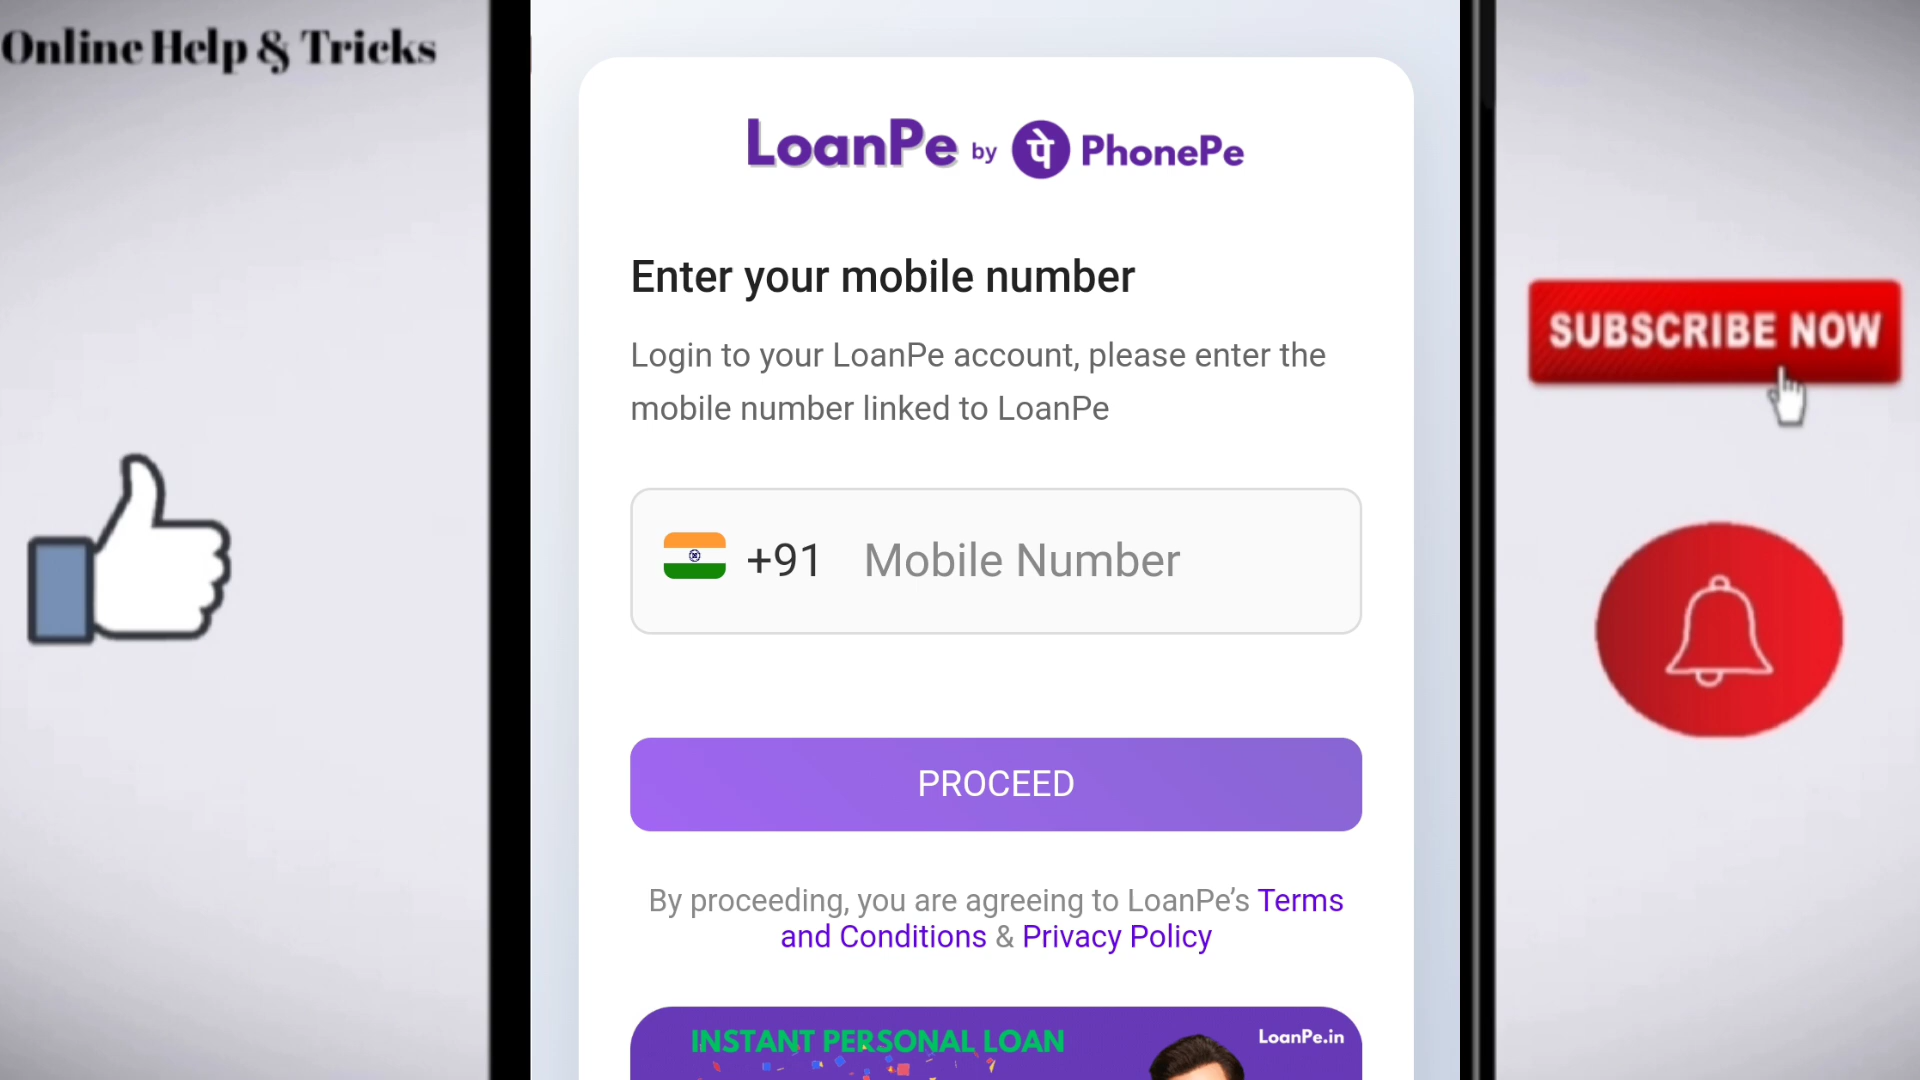 Online Help & Tricks
LoanPe by पे PhonePe
Enter your mobile number
Login to your LoanPe account, please enter the
mobile number linked to LoanPe
+91 Mobile Number
PROCEED
By proceeding, you are agreeing to LoanPe’s Terms
and Conditions & Privacy Policy
INSTANT PERSONAL LOAN
LoanPe.in
SUBSCRIBE NOW